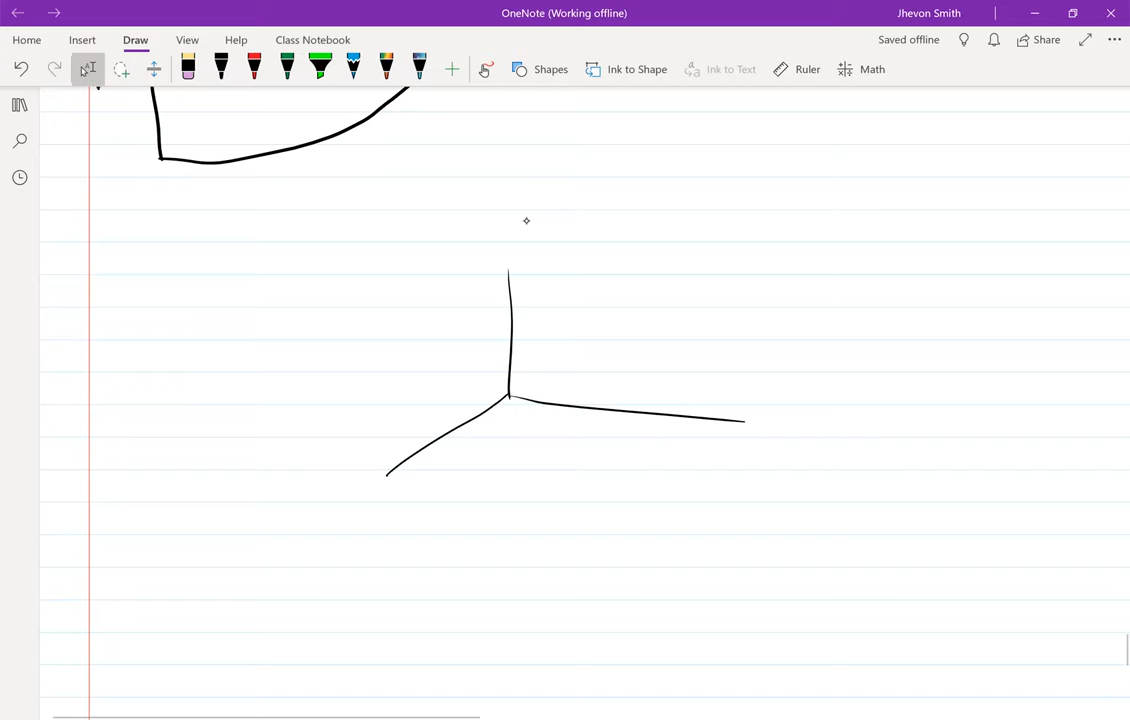 OneNote (Working offline)
Jhevon Smith
Home
Insert
Draw
View
Help
Class Notebook
Saved offline
Share
Shapes
Ink to Shape
Ink to Text
Ruler
Math